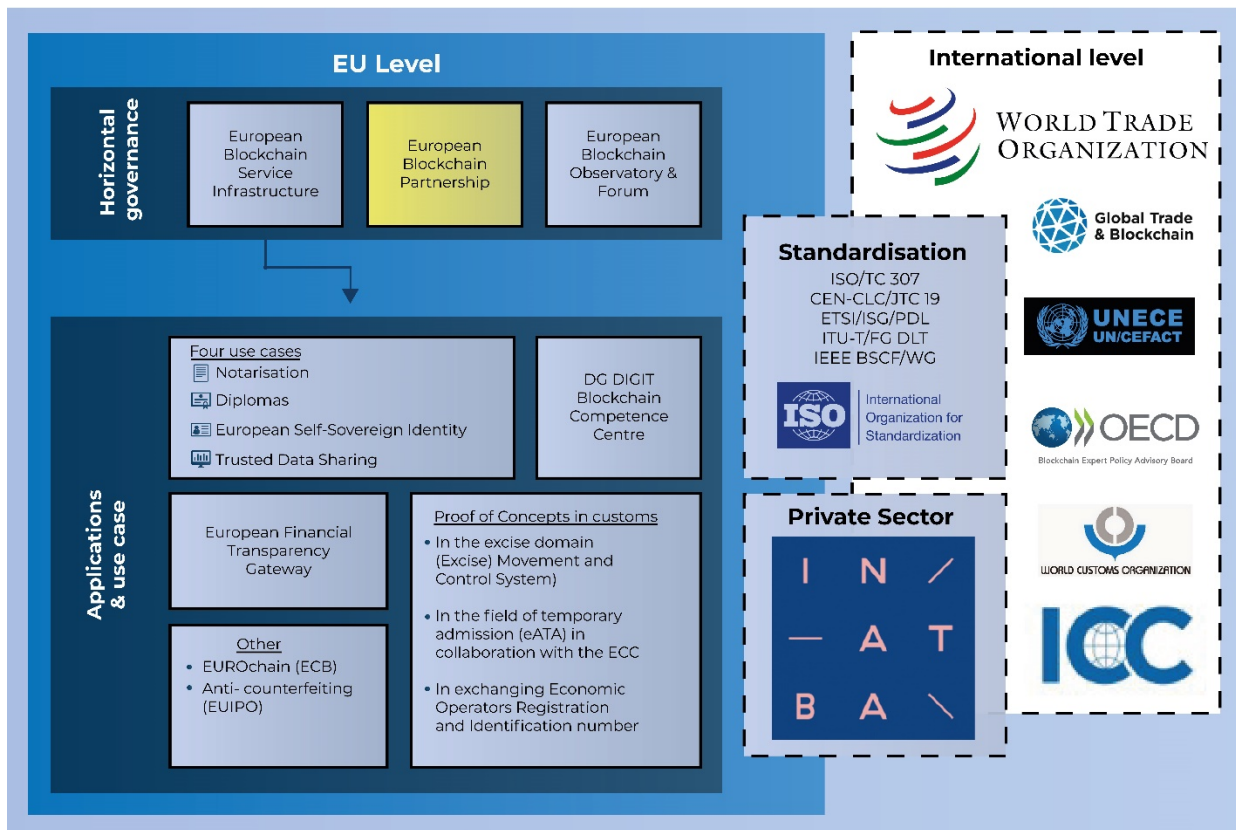 EU Level
Horizontal
governance
European
Blockchain
Service
Infrastructure
European
Blockchain
Partnership
European
Blockchain
Observatory &
Forum
Applications
& use case
Four use cases
Notarisation
Diplomas
European Self-Sovereign Identity
Trusted Data Sharing
DG DIGIT
Blockchain
Competence
Centre
European Financial
Transparency
Gateway
Other
• EUROchain (ECB)
• Anti- counterfeiting
(EUIPO)
Proof of Concepts in customs
• In the excise domain
(Excise) Movement and
Control System)
• In the field of temporary
admission (eATA) in
collaboration with the ECC
• In exchanging Economic
Operators Registration
and Identification number
Standardisation
ISO/TC 307
CEN-CLC/JTC 19
ETSI/ISG/PDL
ITU-T/FG DLT
IEEE BSCF/WG
ISO
International
Organization for
Standardization
Private Sector
I N /
— A T
B A \
International level
WORLD TRADE
ORGANIZATION
Global Trade
& Blockchain
UNECE
UN/CEFACT
OECD
Blockchain Expert Policy Advisory Board
WORLD CUSTOMS ORGANIZATION
ICC